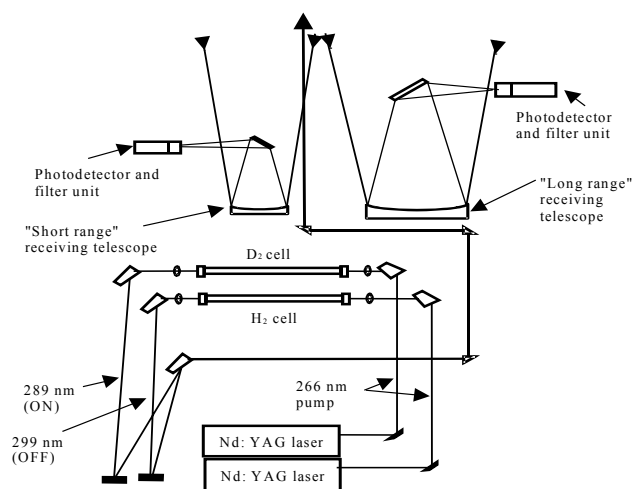 Photodetector
and filter unit
Photodetector and
filter unit
"Long range"
receiving
telescope
"Short range"
receiving telescope
D2 cell
H2 cell
289 nm
(ON)
266 nm
pump
299 nm
(OFF)
Nd: YAG laser
Nd: YAG laser